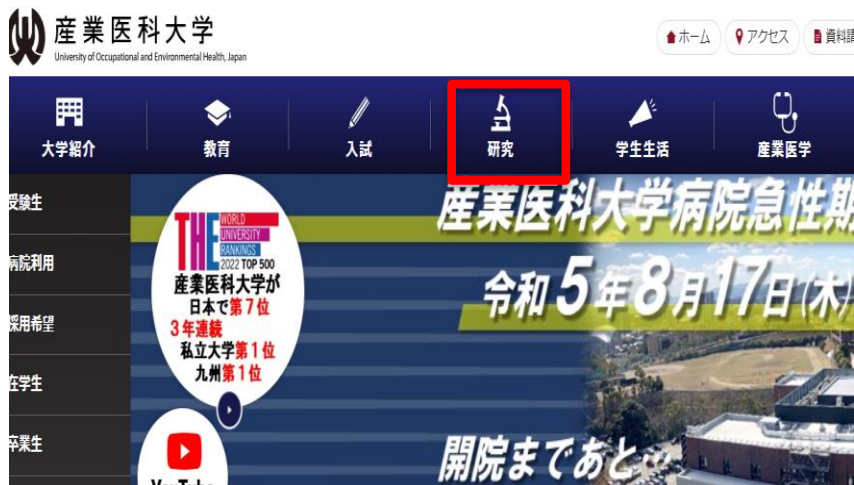 産業医科大学
University of Occupational and Environmental Health, Japan
ホーム
アクセス
資料請
大学紹介
教育
入試
研究
学生生活
産業医学
受験生
病院利用
採用希望
在学生
卒業生
THE
WORLD
UNIVERSITY
RANKINGS
2022 TOP 500
産業医科大学が
日本で第7位
3年連続
私立大学第1位
九州第1位
YouTube
産業医科大学病院急性期
令和5年8月17日(木)
開院まであと…